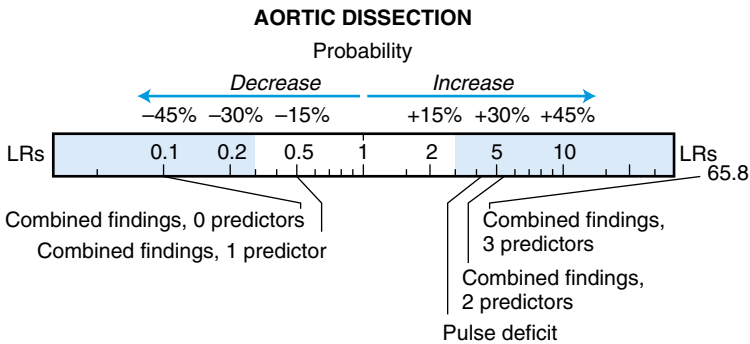 AORTIC DISSECTION
Probability
Decrease Increase
–45% –30% –15% +15% +30% +45%
LRs 0.1 0.2 0.5 1 2 5 10 LRs
65.8
Combined findings, 0 predictors
Combined findings, 1 predictor
Combined findings,
3 predictors
Combined findings,
2 predictors
Pulse deficit